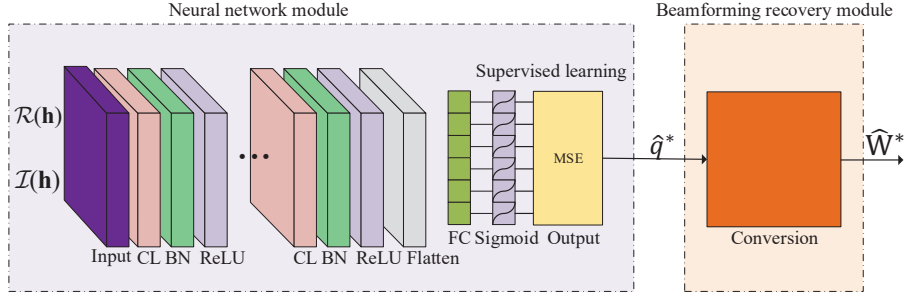 Neural network module
Beamforming recovery module
Supervised learning
ℛ(h)
ℐ(h)
MSE
q̂*
Ŵ*
Input
CL
BN
ReLU
CL
BN
ReLU
Flatten
FC
Sigmoid
Output
Conversion